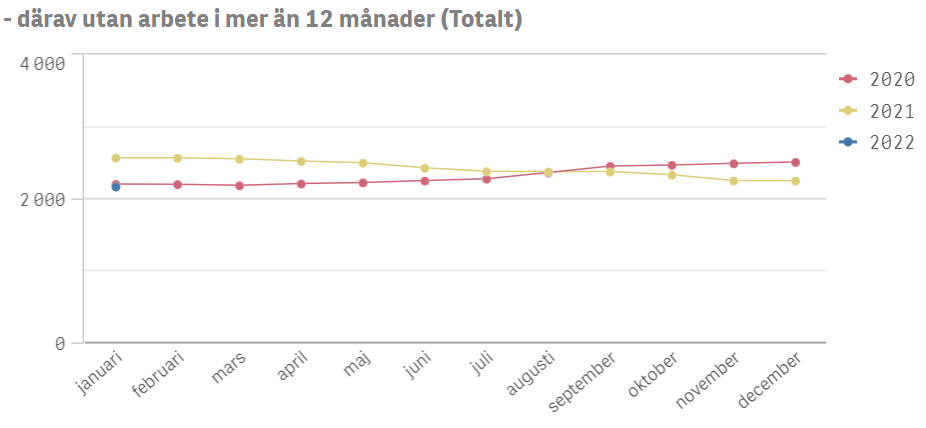 - därav utan arbete i mer än 12 månader (Totalt)
4 000
2 000
0
januari
februari
mars
april
maj
juni
juli
augusti
september
oktober
november
december
2020
2021
2022